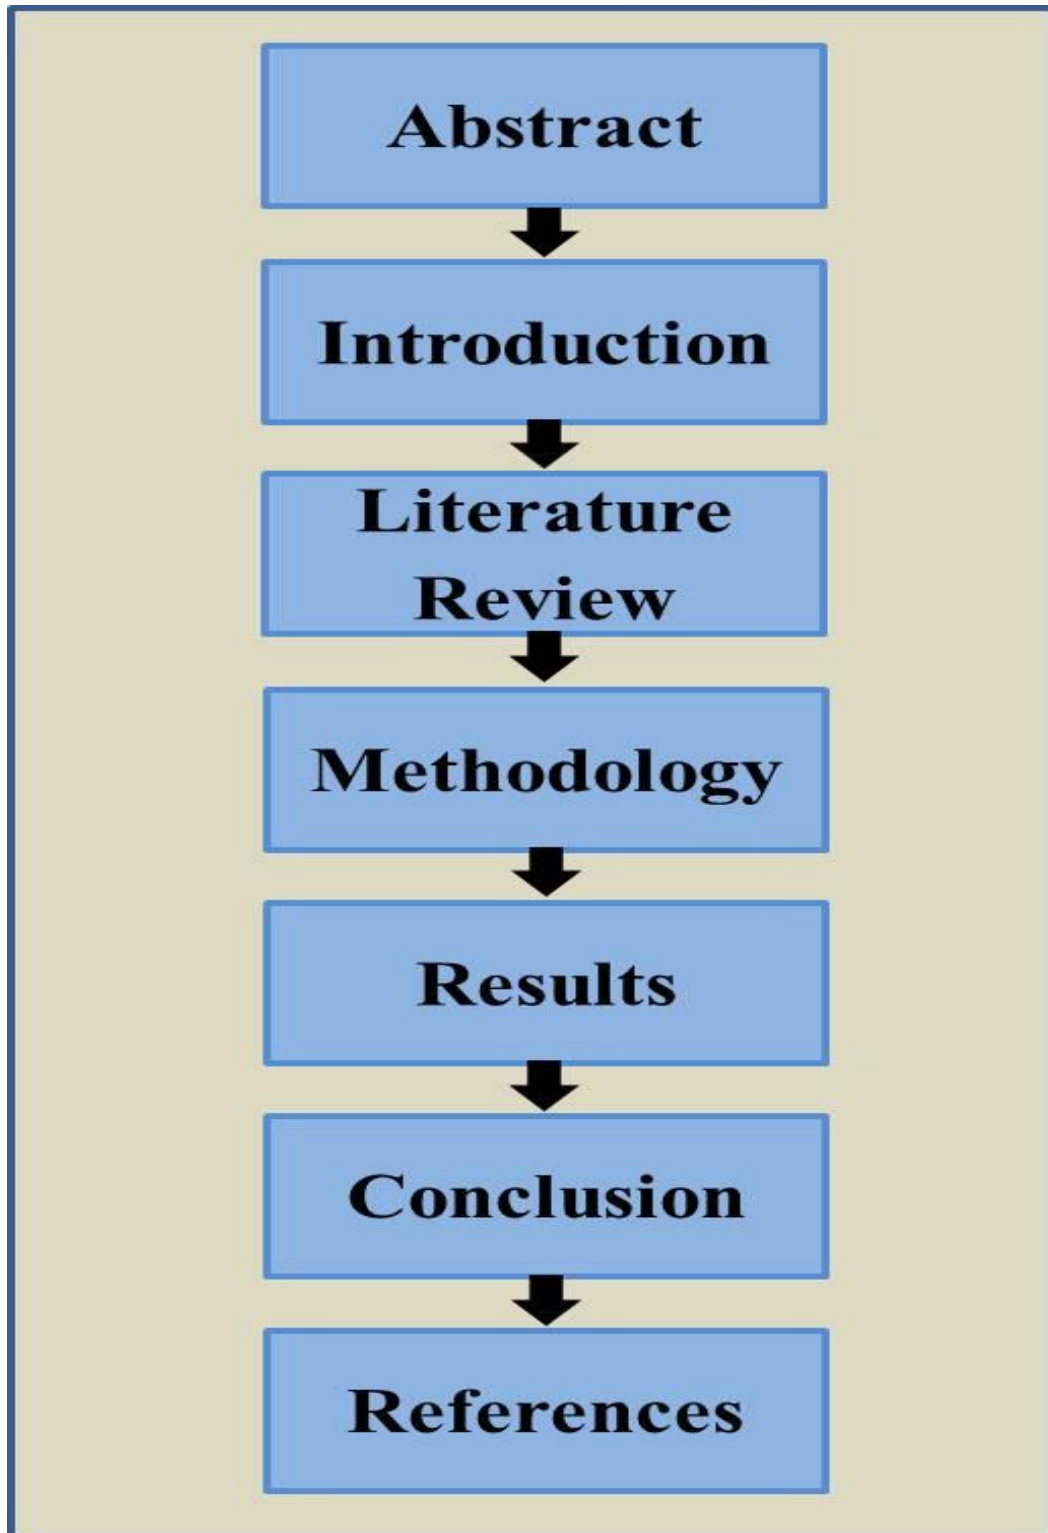 Abstract
Introduction
Literature
Review
Methodology
Results
Conclusion
References